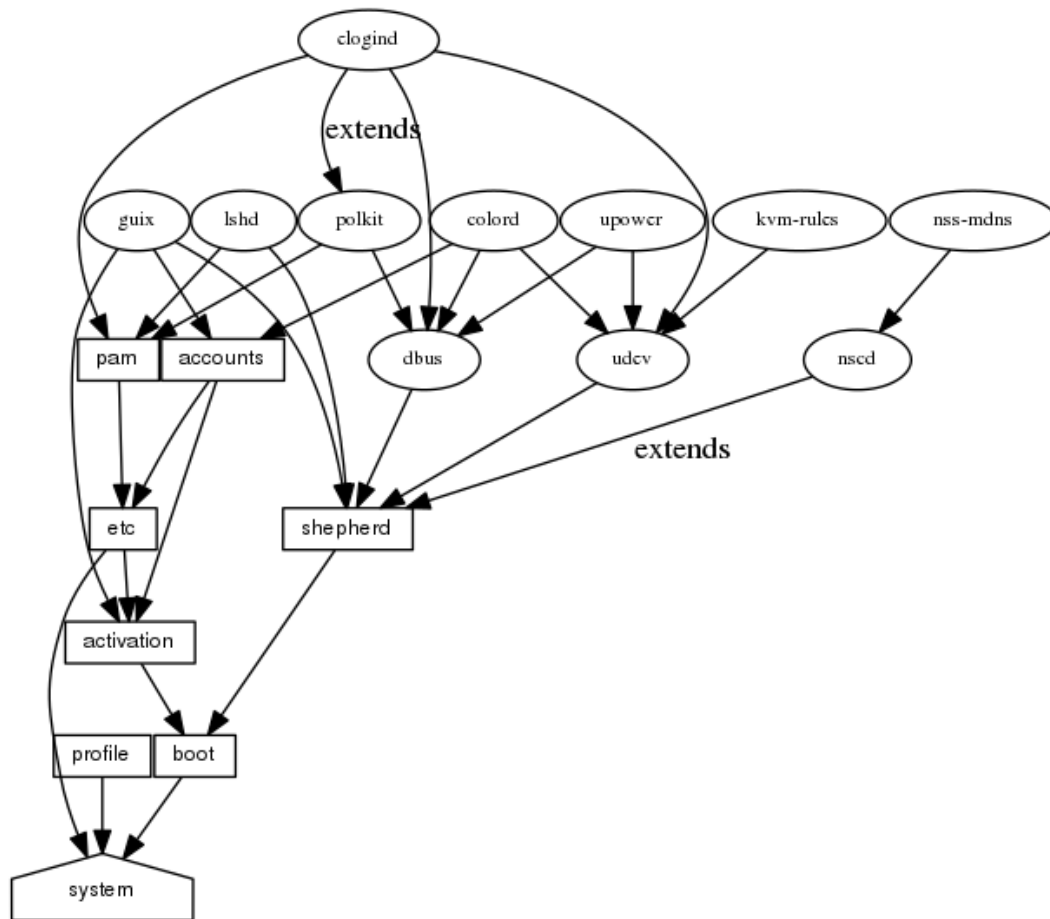 elogind
extends
guix
lshd
polkit
colord
upower
kvm-rules
nss-mdns
pam
accounts
dbus
udev
nscd
extends
etc
shepherd
activation
profile
boot
system